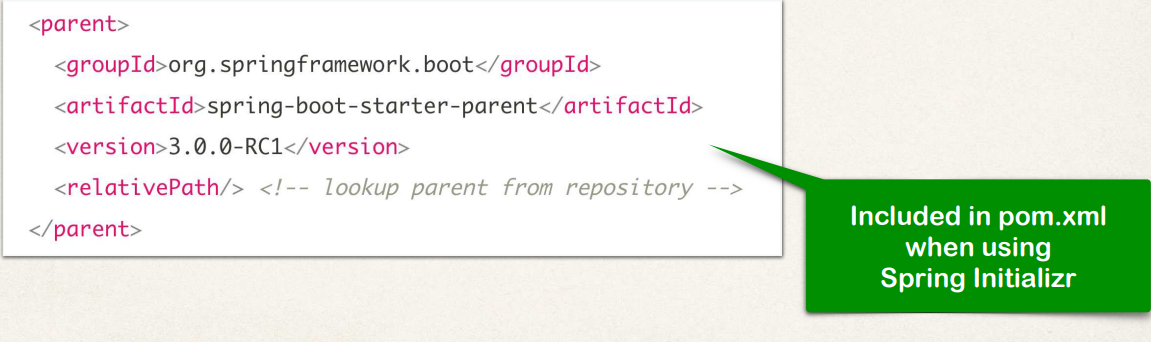 <parent>
<groupId>org.springframework.boot</groupId>
<artifactId>spring-boot-starter-parent</artifactId>
<version>3.0.0-RC1</version>
<relativePath/> <!-- lookup parent from repository -->
</parent>
Included in pom.xml
when using
Spring Initializr